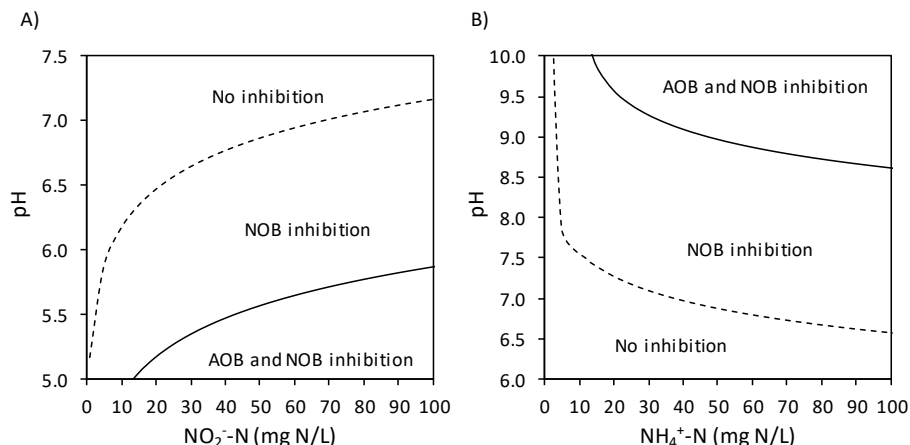 A)
7.5
7.0
6.5
6.0
5.5
5.0
pH
No inhibition
NOB inhibition
AOB and NOB inhibition
0 10 20 30 40 50 60 70 80 90 100
NO₂⁻-N (mg N/L)
B)
10.0
9.5
9.0
8.5
8.0
7.5
7.0
6.5
6.0
pH
AOB and NOB inhibition
NOB inhibition
No inhibition
0 10 20 30 40 50 60 70 80 90 100
NH₄⁺-N (mg N/L)